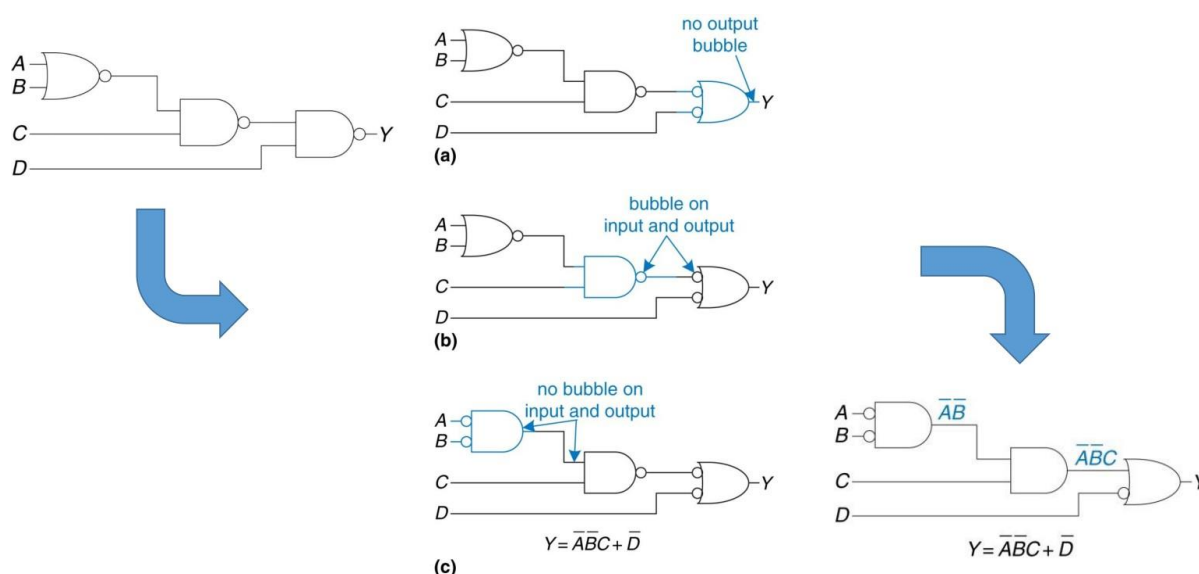 A
B
C
D
Y
no output
bubble
A
B
C
D
Y
(a)
bubble on
input and output
A
B
C
D
Y
(b)
no bubble on
input and output
A
B
C
D
Y
Y = A̅B̅C + D̅
(c)
A
B
C
D
A̅B̅
A̅B̅C
Y
Y = A̅B̅C + D̅